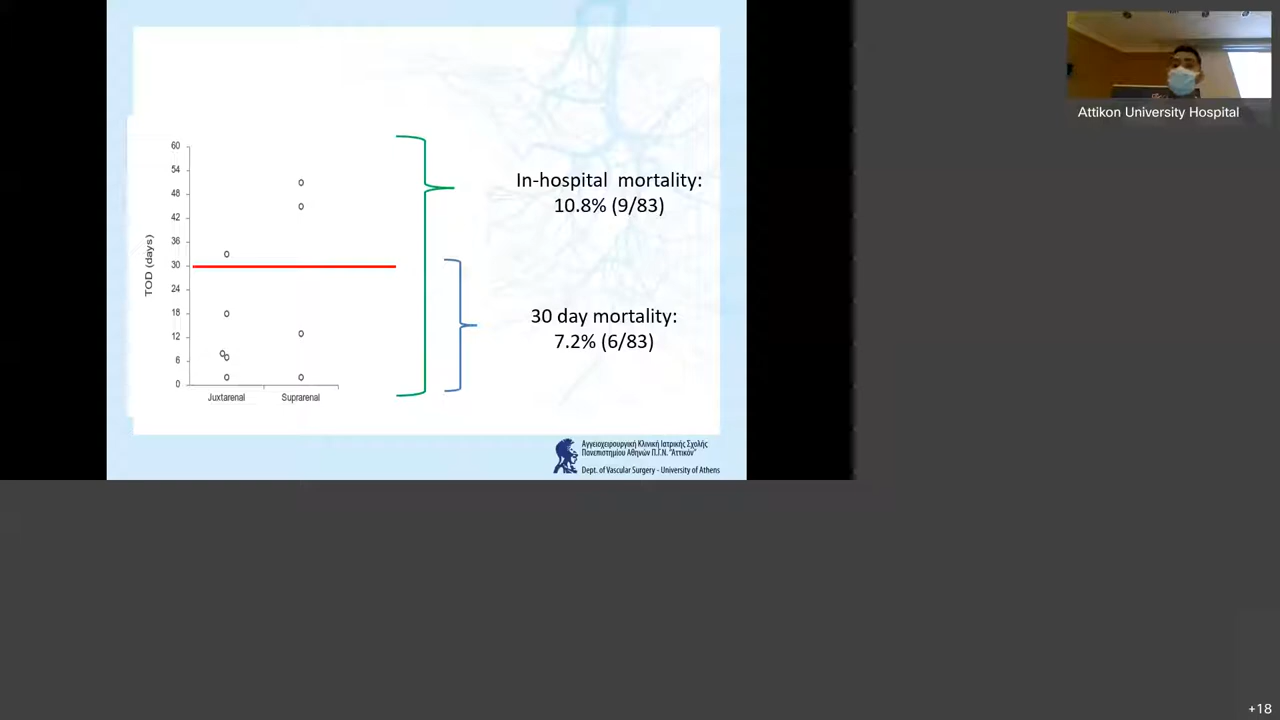 Attikon University Hospital
60
54
48
42
36
30
24
18
12
6
0
TOD (days)
Juxtarenal Suprarenal
In-hospital mortality:
10.8% (9/83)
30 day mortality:
7.2% (6/83)
Αγγειοχειρουργική Κλινική Ιατρικής Σχολής
Πανεπιστημίου Αθηνών Π.Γ.Ν. "Αττικόν"
Dept. of Vascular Surgery - University of Athens
+18